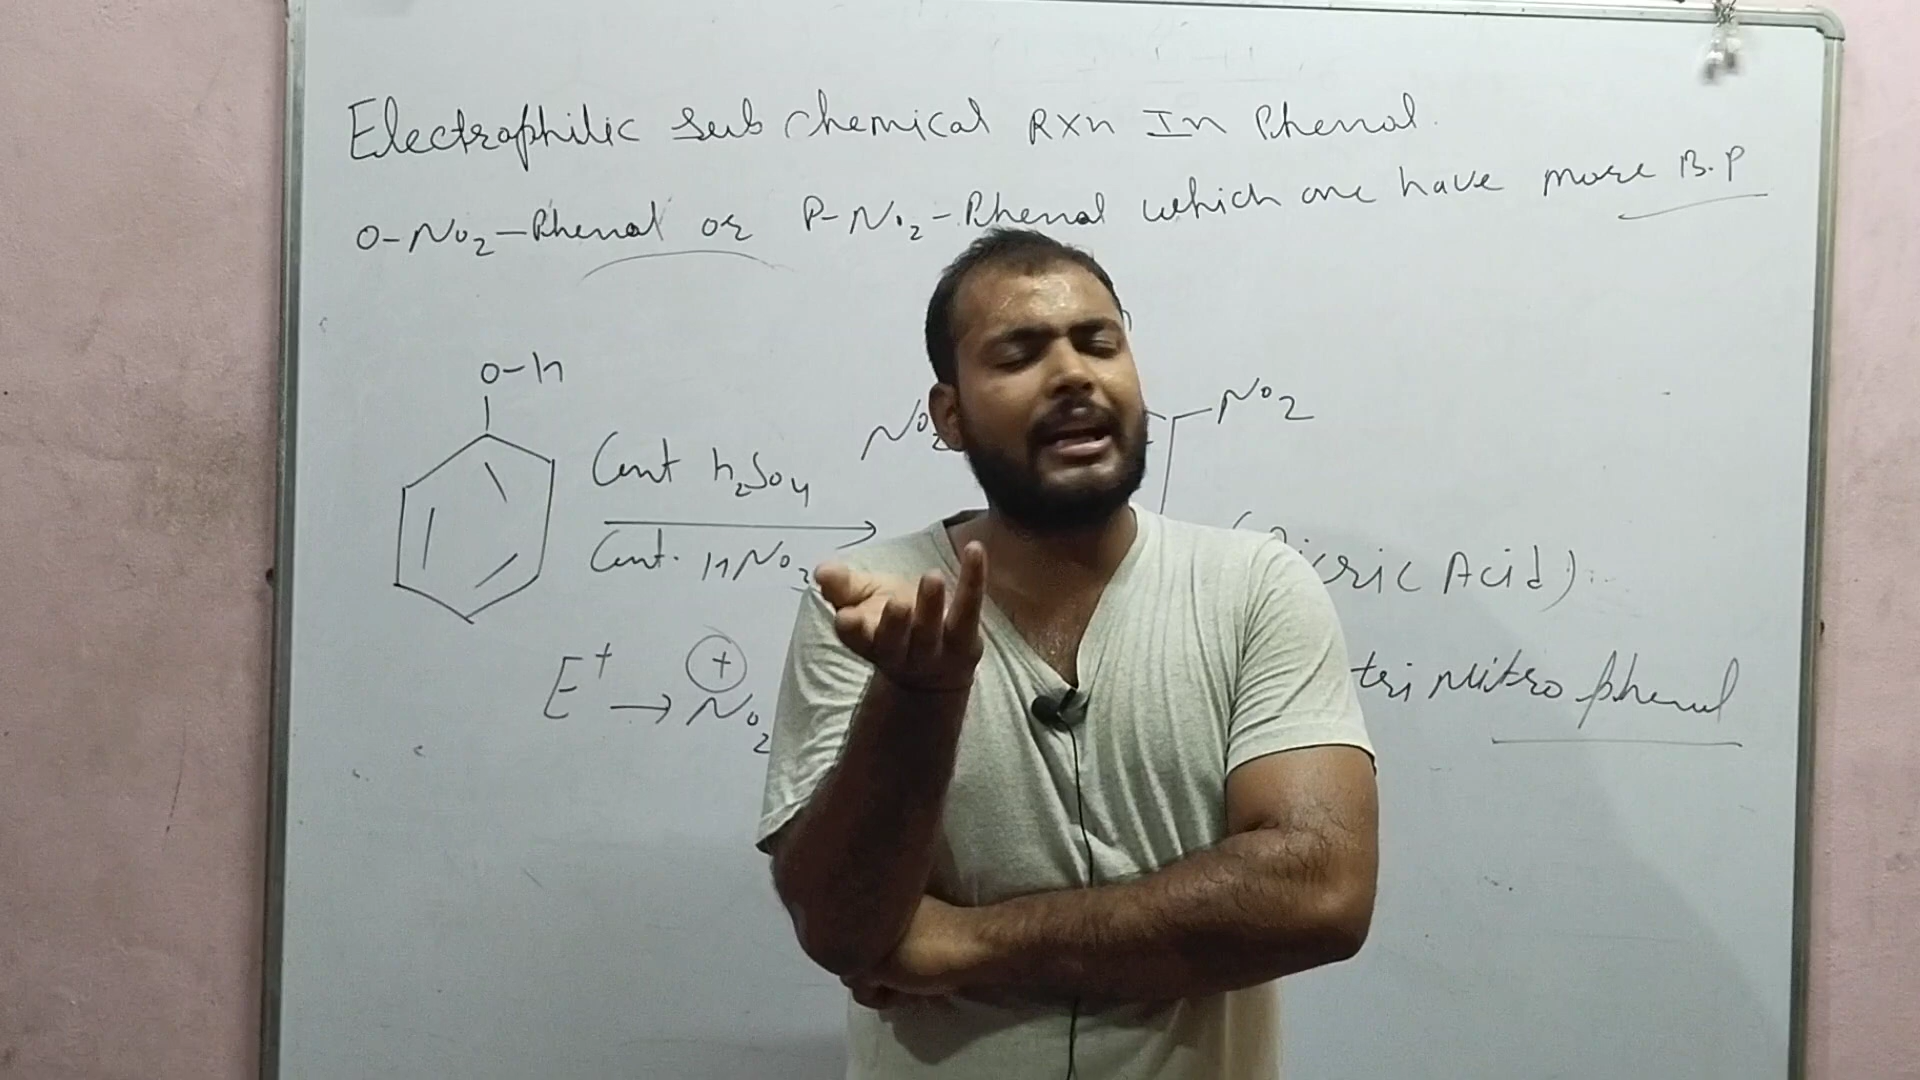 Electrophilic Sub chemical Rxn In Phenol.
O-NO2-Phenol or P-NO2-Phenol which one have more B.P
O-H
NO2
NO2
Cont H2SO4
Cont. HNO3
(Picric Acid)
E+ → NO2 +
tri Nitro phenol